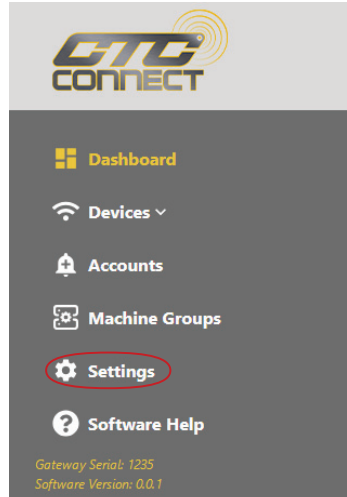 CTC
CONNECT
Dashboard
Devices
Accounts
Machine Groups
Settings
Software Help
Gateway Serial: 1235
Software Version: 0.0.1